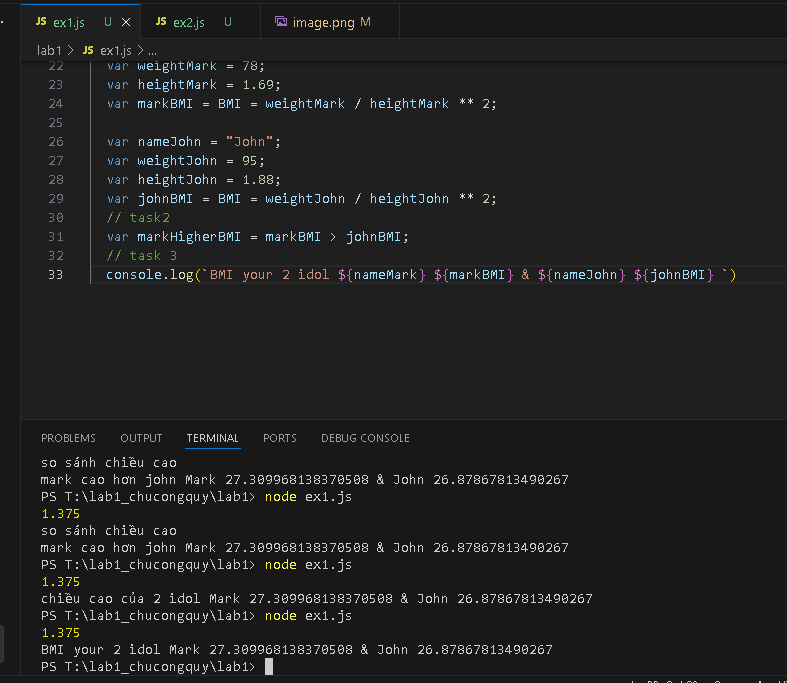 JS ex1.js U × JS ex2.js U image.png M
lab1 > JS ex1.js > ...
22 var weightMark = 78;
23 var heightMark = 1.69;
24 var markBMI = BMI = weightMark / heightMark ** 2;
25
26 var nameJohn = "John";
27 var weightJohn = 95;
28 var heightJohn = 1.88;
29 var johnBMI = BMI = weightJohn / heightJohn ** 2;
30 // task2
31 var markHigherBMI = markBMI > johnBMI;
32 // task 3
33 console.log(`BMI your 2 idol ${nameMark} ${markBMI} & ${nameJohn} ${johnBMI} `)
PROBLEMS OUTPUT TERMINAL PORTS DEBUG CONSOLE
so sánh chiều cao
mark cao hơn john Mark 27.309968138370508 & John 26.87867813490267
PS T:\lab1_chucongquy\lab1> node ex1.js
1.375
so sánh chiều cao
mark cao hơn john Mark 27.309968138370508 & John 26.87867813490267
PS T:\lab1_chucongquy\lab1> node ex1.js
1.375
chiều cao của 2 idol Mark 27.309968138370508 & John 26.87867813490267
PS T:\lab1_chucongquy\lab1> node ex1.js
1.375
BMI your 2 idol Mark 27.309968138370508 & John 26.87867813490267
PS T:\lab1_chucongquy\lab1>